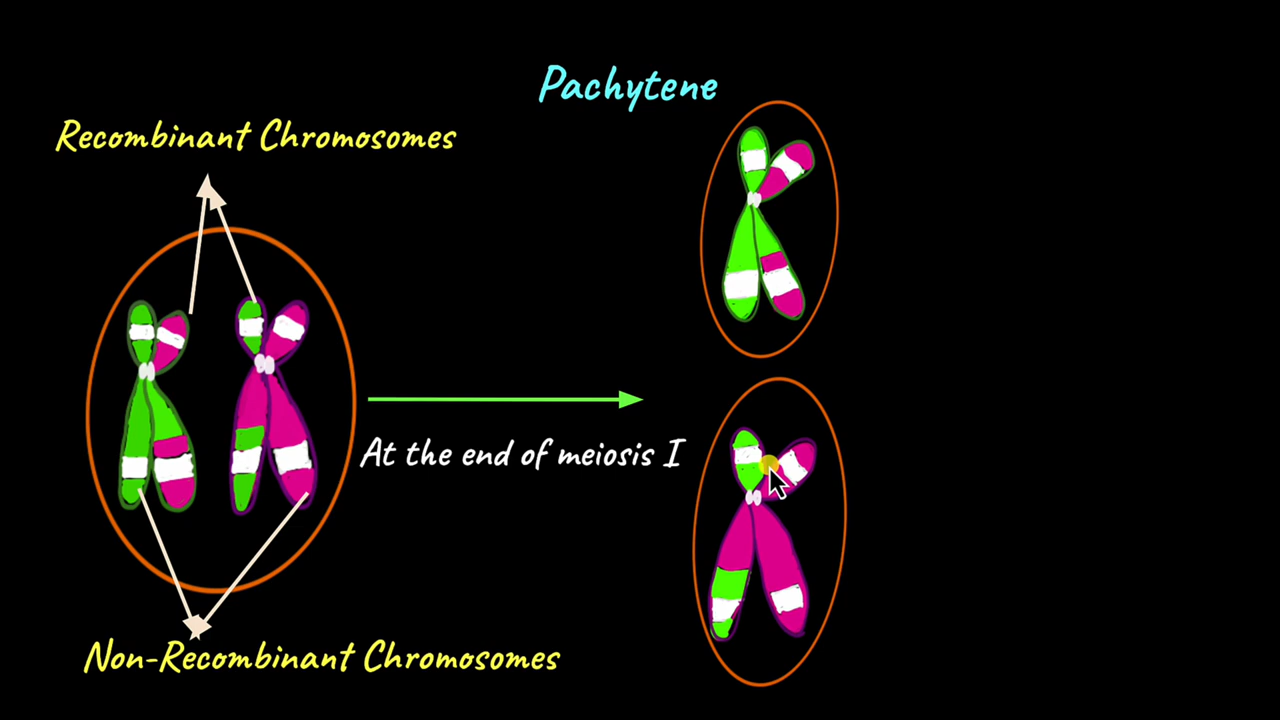 Pachytene
Recombinant Chromosomes
At the end of meiosis I
Non-Recombinant Chromosomes